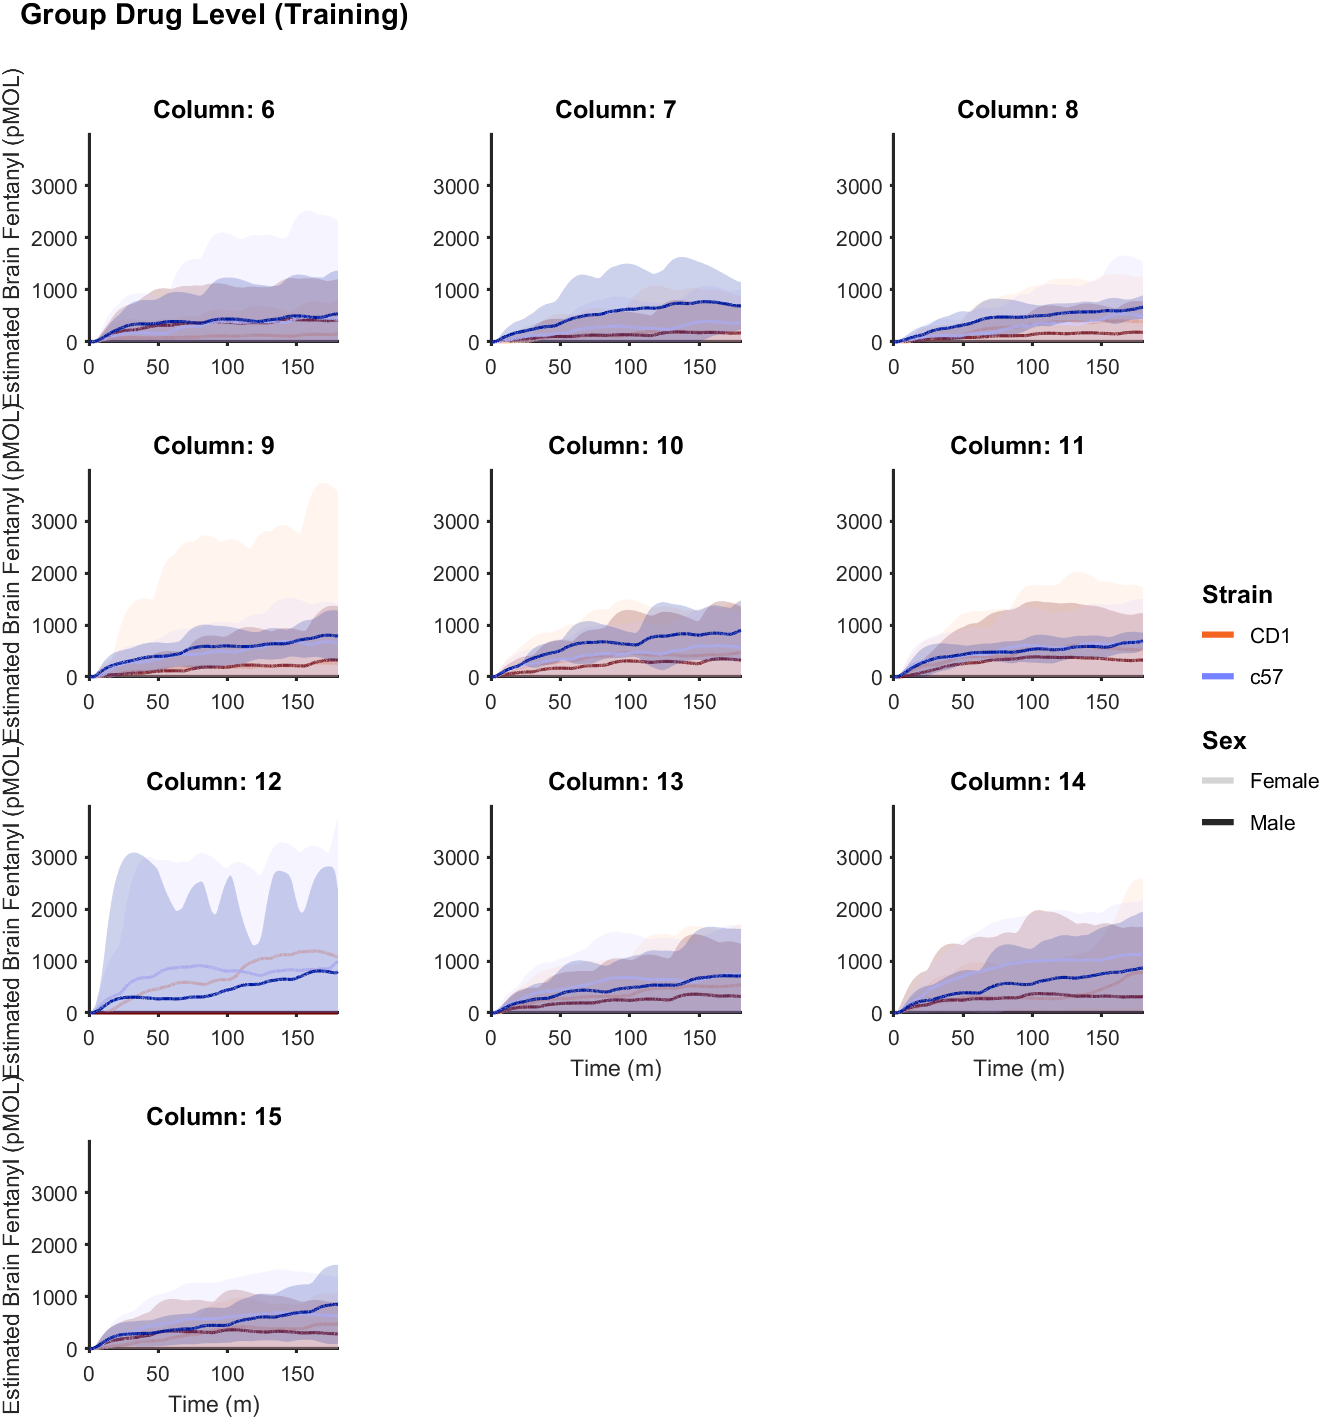 Group Drug Level (Training)
Column: 6
Column: 7
Column: 8
Estimated Brain Fentanyl (pMOL)
3000
2000
1000
0
0 50 100 150
3000
2000
1000
0
0 50 100 150
3000
2000
1000
0
0 50 100 150
Column: 9
Column: 10
Column: 11
Estimated Brain Fentanyl (pMOL)
3000
2000
1000
0
0 50 100 150
3000
2000
1000
0
0 50 100 150
3000
2000
1000
0
0 50 100 150
Strain
CD1
c57
Sex
Female
Male
Column: 12
Column: 13
Column: 14
Estimated Brain Fentanyl (pMOL)
3000
2000
1000
0
0 50 100 150
3000
2000
1000
0
0 50 100 150
Time (m)
3000
2000
1000
0
0 50 100 150
Time (m)
Column: 15
Estimated Brain Fentanyl (pMOL)
3000
2000
1000
0
0 50 100 150
Time (m)